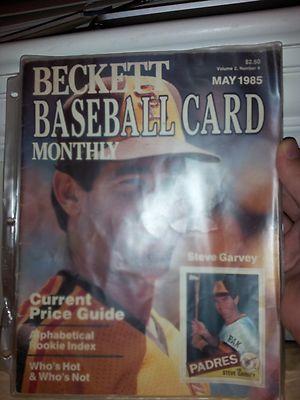 $2.50
Volume 2, Number 4
BECKETT
MAY 1985
BASEBALL CARD
MONTHLY
Steve Garvey
Current
Price Guide
Alphabetical
Rookie Index
Who's Hot
& Who's Not
PADRES
STEVE GARVEY